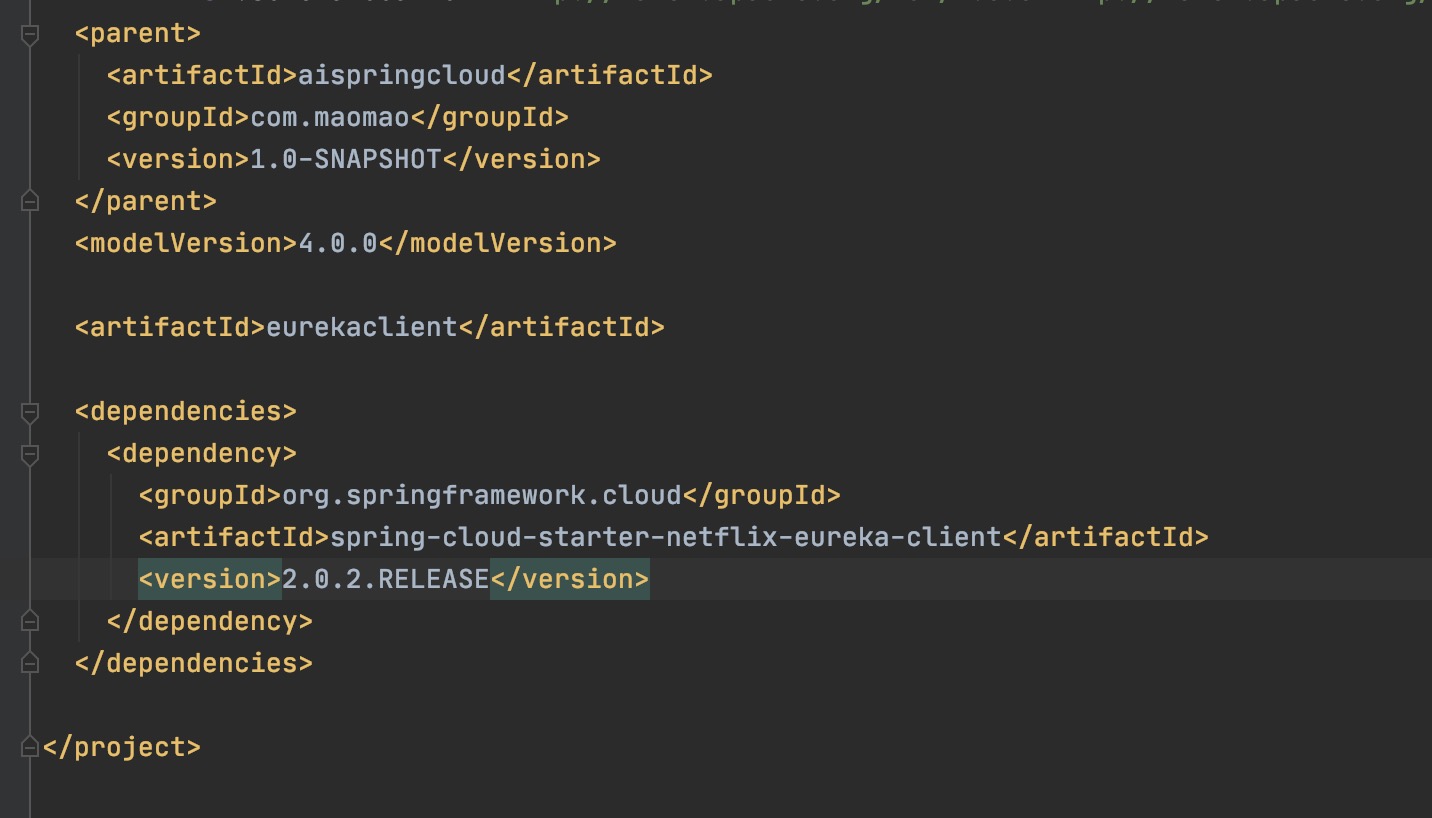 <parent>
<artifactId>aispringcloud</artifactId>
<groupId>com.maomao</groupId>
<version>1.0-SNAPSHOT</version>
</parent>
<modelVersion>4.0.0</modelVersion>
<artifactId>eurekaclient</artifactId>
<dependencies>
<dependency>
<groupId>org.springframework.cloud</groupId>
<artifactId>spring-cloud-starter-netflix-eureka-client</artifactId>
<version>2.0.2.RELEASE</version>
</dependency>
</dependencies>
</project>